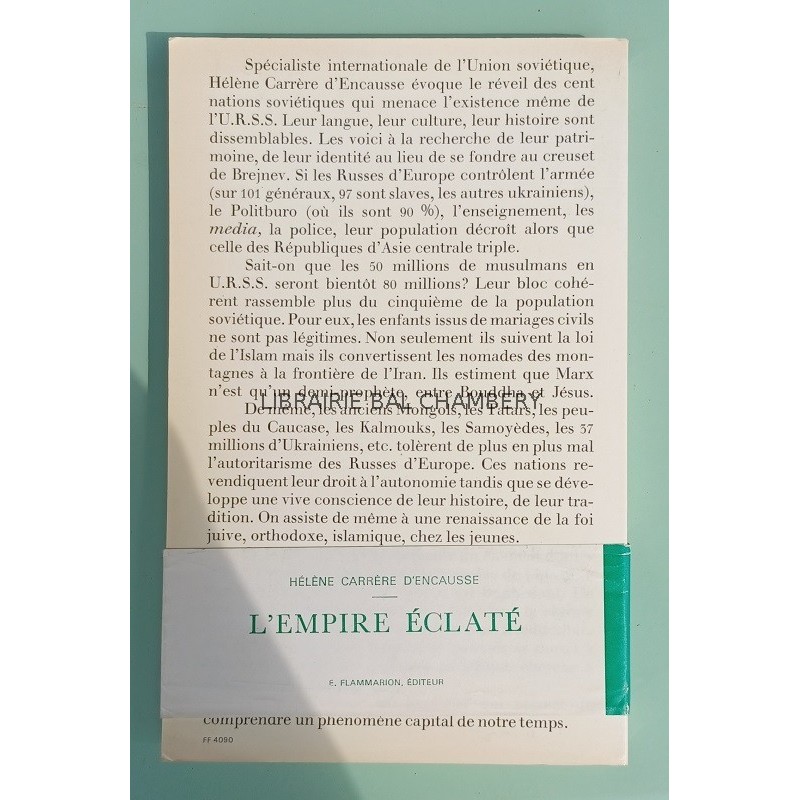 Spécialiste internationale de l'Union soviétique,
Hélène Carrère d'Encausse évoque le réveil des cent
nations soviétiques qui menace l'existence même de
l'U.R.S.S. Leur langue, leur culture, leur histoire sont
dissemblables. Les voici à la recherche de leur patri-
moine, de leur identité au lieu de se fondre au creuset
de Brejnev. Si les Russes d'Europe contrôlent l'armée
(sur 101 généraux, 97 sont slaves, les autres ukrainiens),
le Politburo (où ils sont 90 %), l'enseignement, les
media, la police, leur population décroît alors que
celle des Républiques d'Asie centrale triple.
Sait-on que les 50 millions de musulmans en
U.R.S.S. seront bientôt 80 millions? Leur bloc cohé-
rent rassemble plus du cinquième de la population
soviétique. Pour eux, les enfants issus de mariages civils
ne sont pas légitimes. Non seulement ils suivent la loi
de l'Islam mais ils convertissent les nomades des mon-
tagnes à la frontière de l'Iran. Ils estiment que Marx
n'est qu'un demi-prophète, entre Bouddha et Jésus.
LIBRAIRIE BAL CHAMBERY
De même, les anciens Mongols, les Tatars, les peu-
ples du Caucase, les Kalmouks, les Samoyèdes, les 37
millions d'Ukrainiens, etc. tolèrent de plus en plus mal
l'autoritarisme des Russes d'Europe. Ces nations re-
vendiquent leur droit à l'autonomie tandis que se déve-
loppe une vive conscience de leur histoire, de leur tra-
dition. On assiste de même à une renaissance de la foi
juive, orthodoxe, islamique, chez les jeunes.
HÉLÈNE CARRÈRE D'ENCAUSSE
L'EMPIRE ÉCLATÉ
E. FLAMMARION, ÉDITEUR
comprendre un phénomène capital de notre temps.
FF 4090